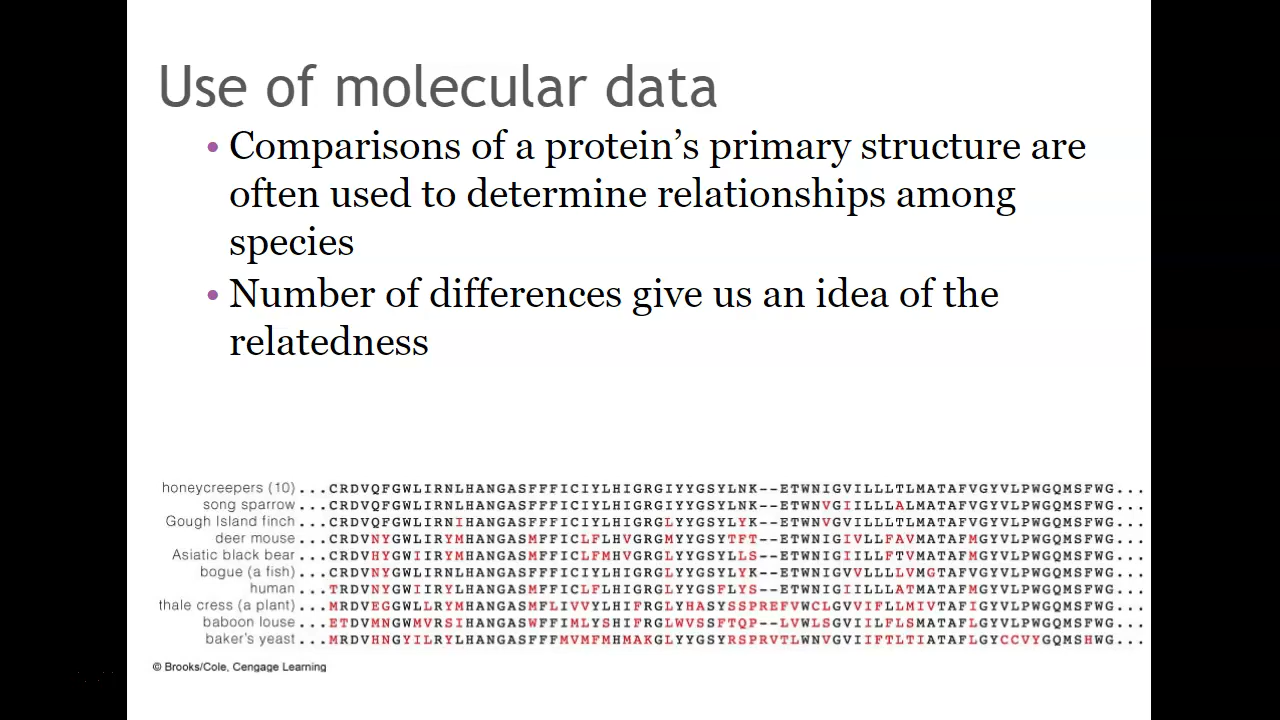 Use of molecular data
• Comparisons of a protein’s primary structure are
often used to determine relationships among
species
• Number of differences give us an idea of the
relatedness
honeycreepers (10) ...CRDVQFGWLIRNLHANGASFFFICIYLHIGRGIYYGSYLNK--ETWNIGVILLLTLMATAFVGYVLPWGQMSFWG...
song sparrow ...CRDVQFGWLIRNLHANGASFFFICIYLHIGRGIYYGSYLNK--ETWNVGIILLLALMATAFVGYVLPWGQMSFWG...
Gough Island finch ...CRDVQFGWLIRNIHANGASFFFICIYLHIGRGLYYGSYLYK--ETWNVGVILLLTLMATAFVGYVLPWGQMSFWG...
deer mouse ...CRDVNYGWLIRYMHANGASMFFICLFLHVGRGMYYGSYTFT--ETWNIGIVLLFAVMATAFMGYVLPWGQMSFWG...
Asiatic black bear ...CRDVHYGWIIRYMHANGASMFFICLFMHVGRGLYYGSYLLS--ETWNIGIILLFTVMATAFMGYVLPWGQMSFWG...
bogue (a fish) ...CRDVNYGWLIRNLHANGASFFFICIYLHIGRGLYYGSYLYK--ETWNIGVVLLLLVMGTAFVGYVLPWGQMSFWG...
human ...TRDVNYGWIIRYLHANGASMFFICLFLHIGRGLYYGSFLYS--ETWNIGIILLLATMATAFMGYVLPWGQMSFWG...
thale cress (a plant) ...MRDVEGGWLLRYMHANGASMFLIVVYLHIFRGLYHASYSSPREFVWCLGVVIFLLMIVTAFIGYVLPWGQMSFWG...
baboon louse ...ETDVMNGWMVRSIHANGASWFFIMLYSHIFRGLWVSSFTQP--LVWLSGVIILFLSMATAFLGYVLPWGQMSFWG...
baker's yeast ...MRDVHNGYILRYLHANGASFFFMVMFMHMAKGLYYGSYRSPRVTLWNVGVIIFTLTIATAFLGYCCVYGQMSHWG...
© Brooks/Cole, Cengage Learning